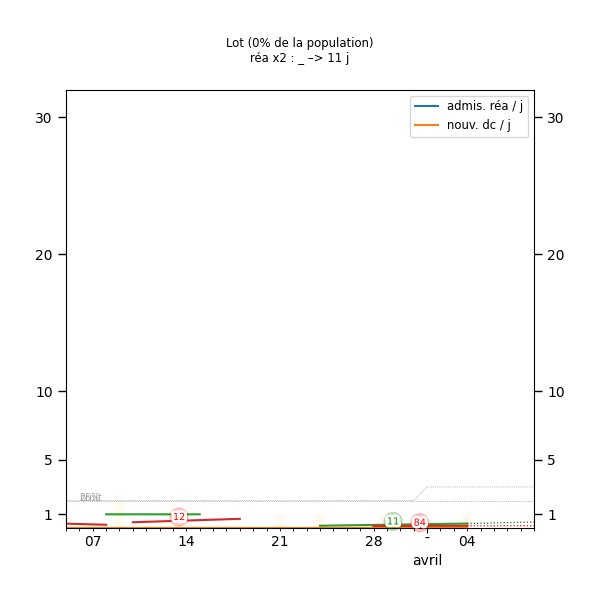 Lot (0% de la population)
réa x2 : _ –> 11 j
admis. réa / j
nouv. dc / j
30 30
20 20
10 10
5 5
1 1
12
11
84
07 14 21 28 - 04
avril